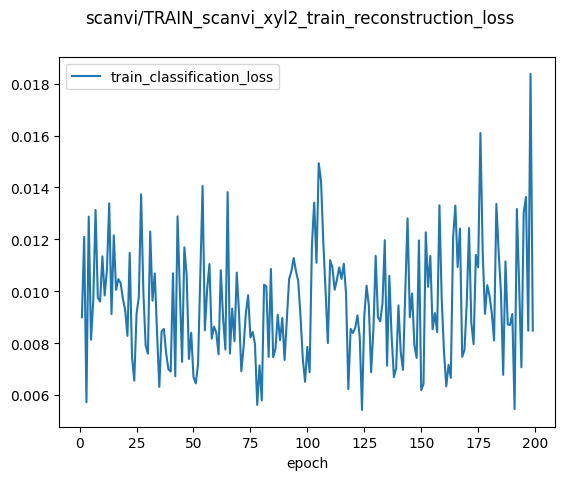 scanvi/TRAIN_scanvi_xyl2_train_reconstruction_loss
train_classification_loss
0.018
0.016
0.014
0.012
0.010
0.008
0.006
0 25 50 75 100 125 150 175 200
epoch